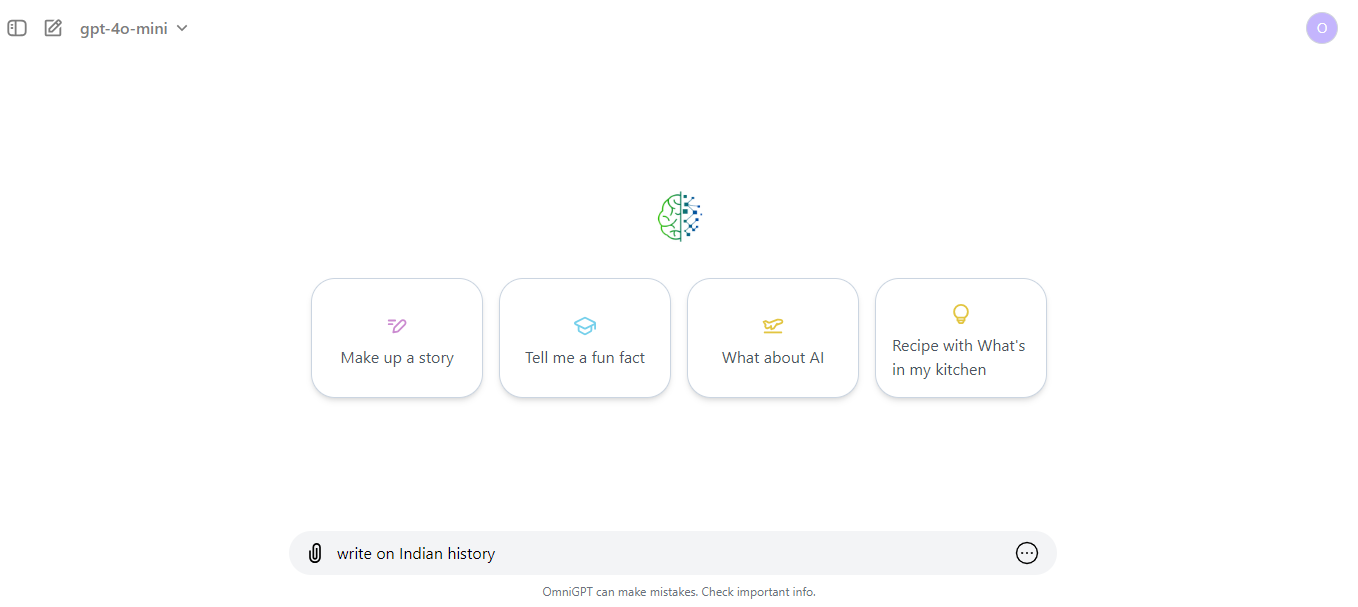 gpt-4o-mini
O
Make up a story
Tell me a fun fact
What about AI
Recipe with What's
in my kitchen
write on Indian history
OmniGPT can make mistakes. Check important info.